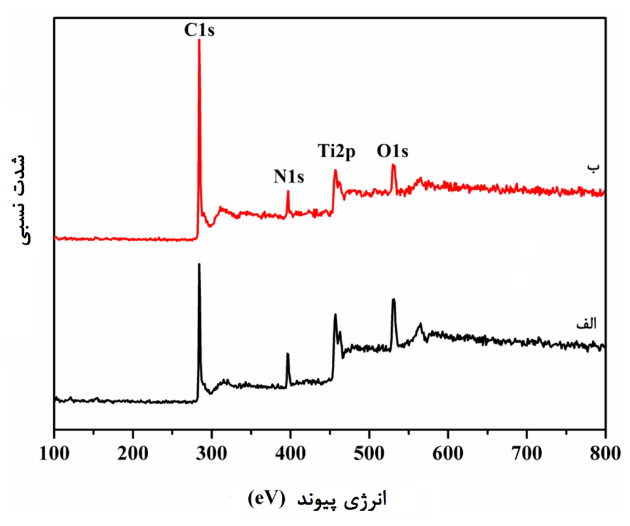 C1s
Ti2p
O1s
N1s
ب
شدت نسبی
الف
100
200
300
400
500
600
700
800
انرژی پیوند (eV)